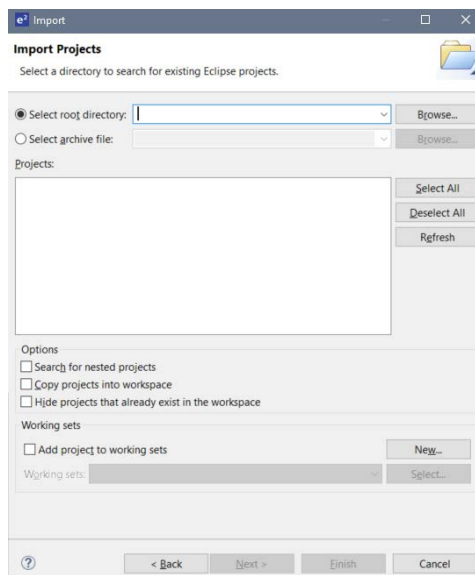 e² Import
Import Projects
Select a directory to search for existing Eclipse projects.
Select root directory:
Browse...
Select archive file:
Browse...
Projects:
Select All
Deselect All
Refresh
Options
Search for nested projects
Copy projects into workspace
Hide projects that already exist in the workspace
Working sets
Add project to working sets
New...
Working sets:
Select...
?
< Back
Next >
Finish
Cancel